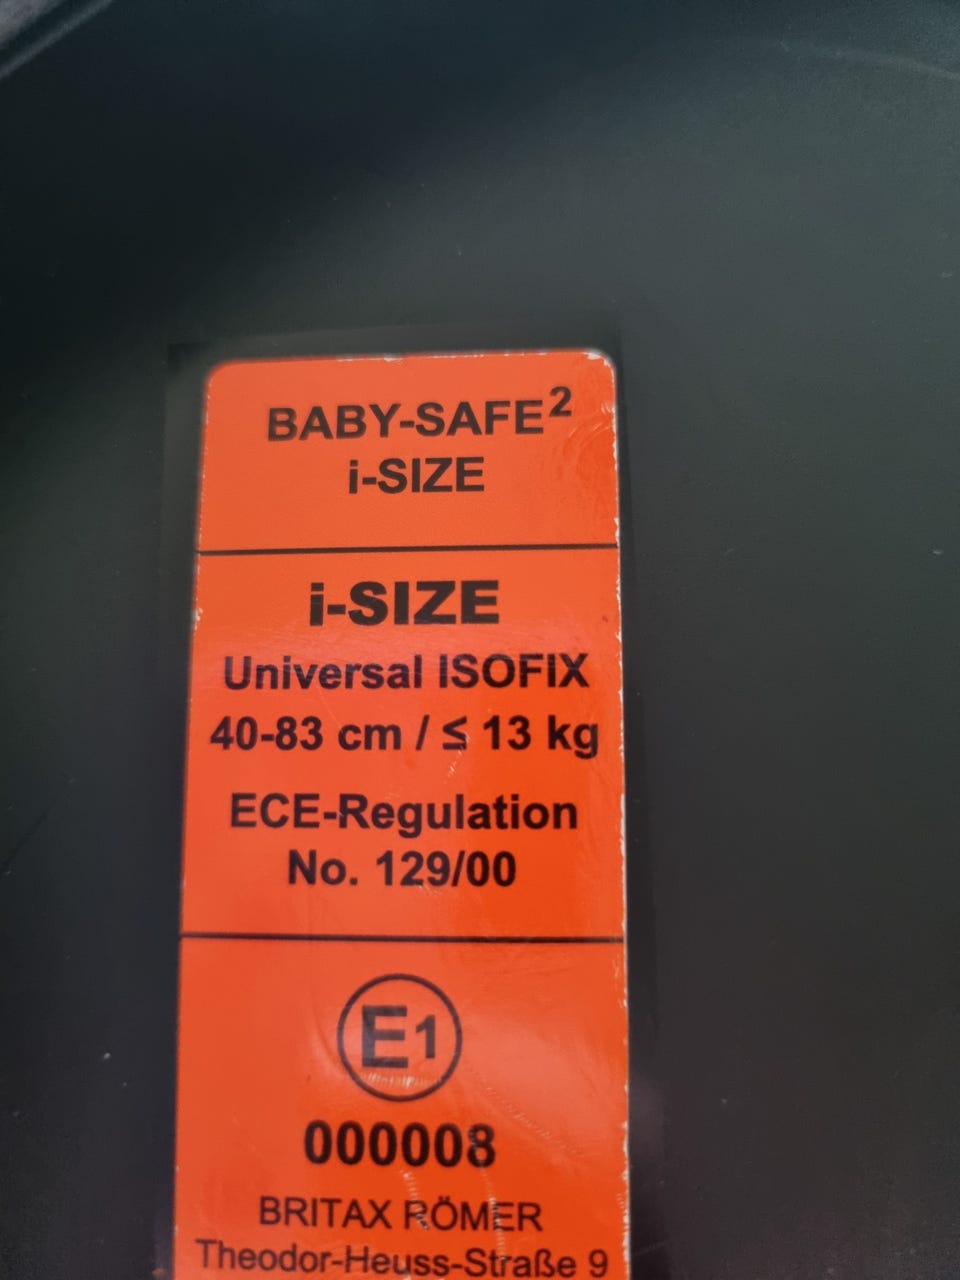 BABY-SAFE²
i-SIZE
i-SIZE
Universal ISOFIX
40-83 cm / ≤ 13 kg
ECE-Regulation
No. 129/00
E1
000008
BRITAX RÖMER
Theodor-Heuss-Straße 9